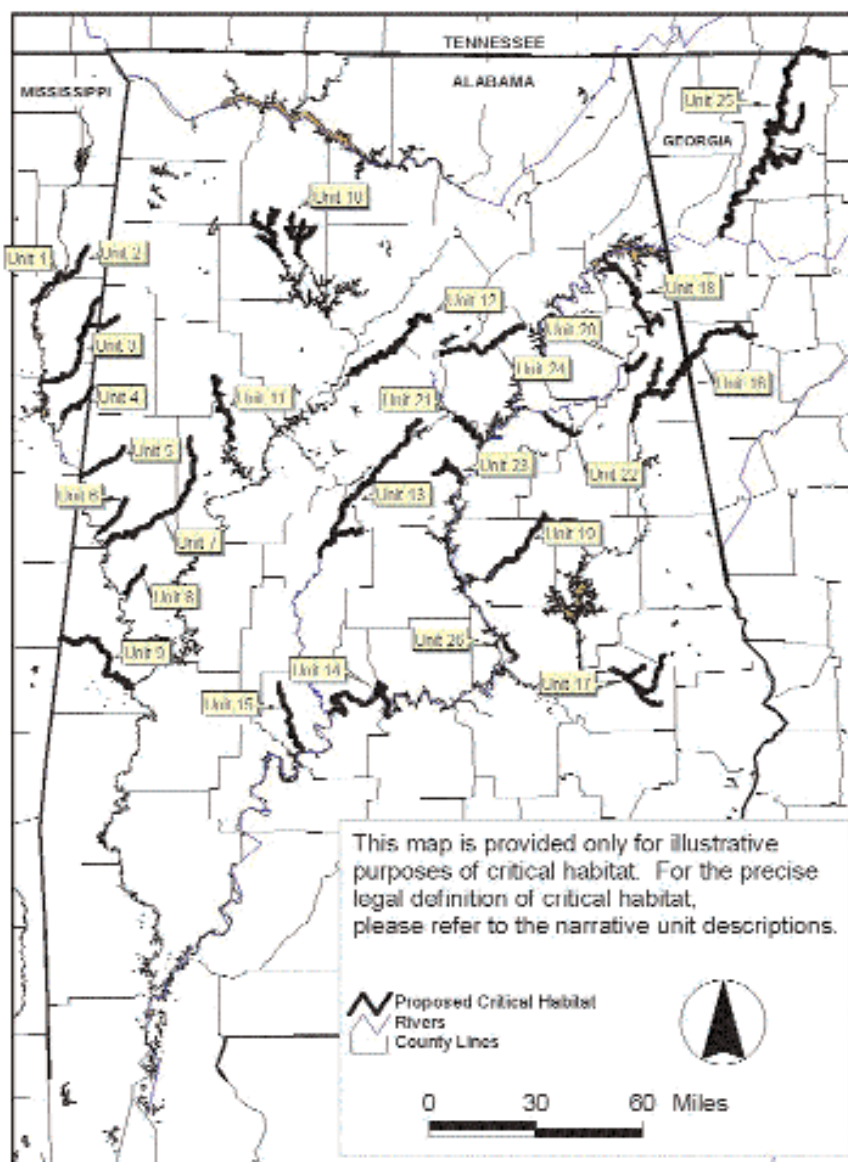 TENNESSEE
MISSISSIPPI
ALABAMA
Unit 25
GEORGIA
Unit 10
Unit 1
Unit 2
Unit 18
Unit 12
Unit 20
Unit 3
Unit 24
Unit 16
Unit 4
Unit 11
Unit 21
Unit 5
Unit 23
Unit 22
Unit 6
Unit 13
Unit 7
Unit 19
Unit 8
Unit 26
Unit 9
Unit 14
Unit 17
Unit 15
This map is provided only for illustrative
purposes of critical habitat. For the precise
legal definition of critical habitat,
please refer to the narrative unit descriptions.
Proposed Critical Habitat
Rivers
County Lines
0 30 60 Miles